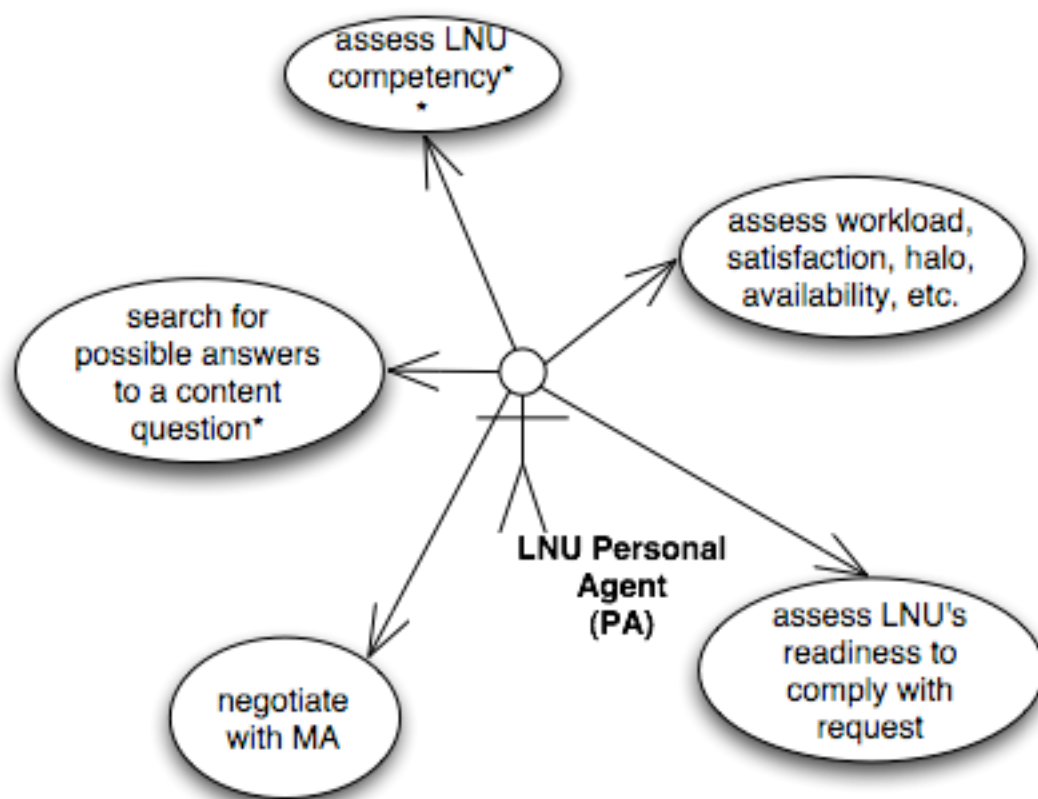 assess LNU
competency*
*
assess workload,
satisfaction, halo,
availability, etc.
search for
possible answers
to a content
question*
LNU Personal
Agent
(PA)
assess LNU's
readiness to
comply with
request
negotiate
with MA